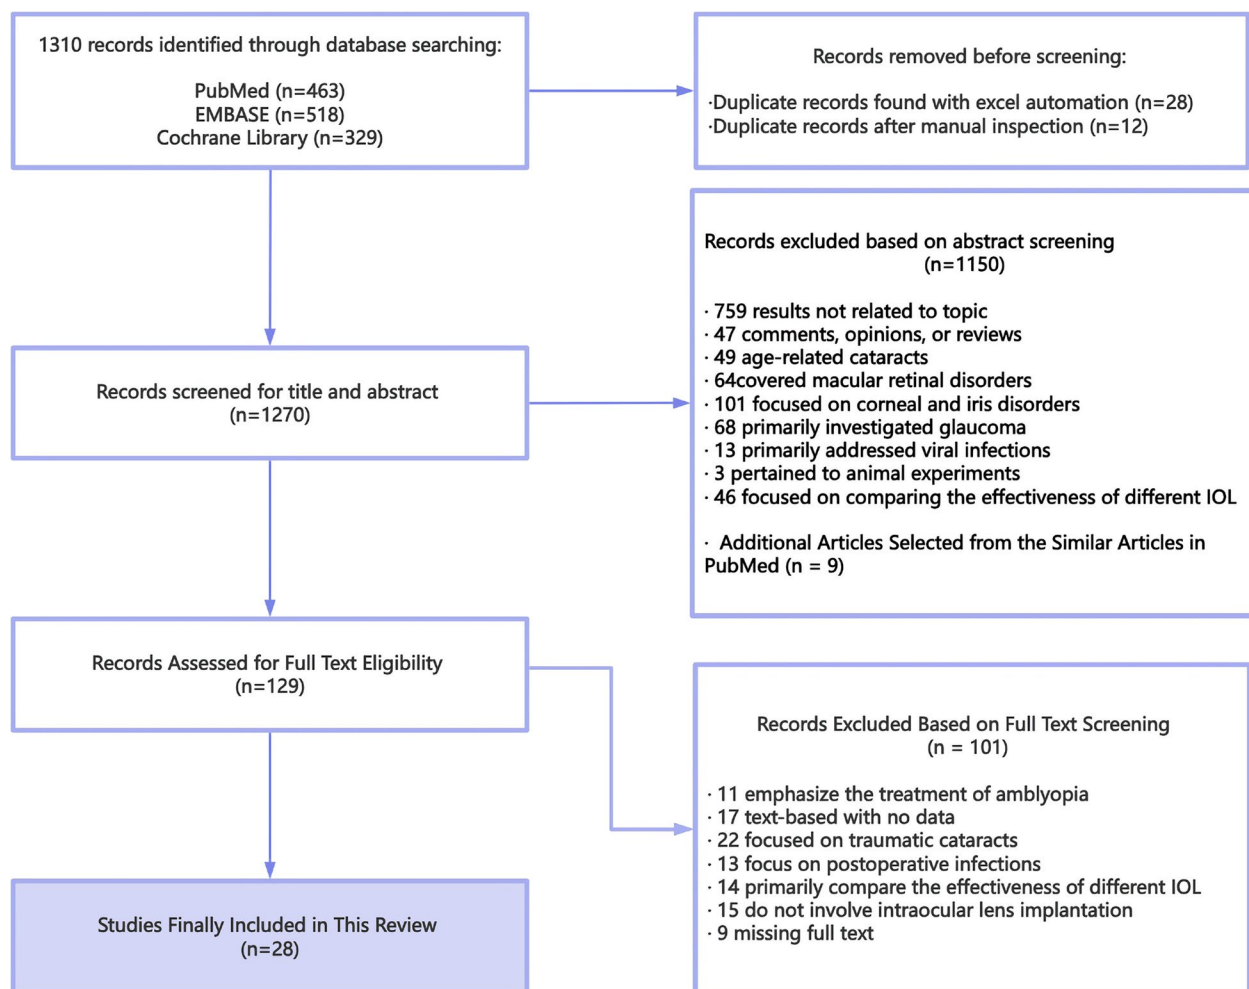 1310 records identified through database searching:
PubMed (n=463)
EMBASE (n=518)
Cochrane Library (n=329)
Records removed before screening:
·Duplicate records found with excel automation (n=28)
·Duplicate records after manual inspection (n=12)
Records screened for title and abstract
(n=1270)
Records excluded based on abstract screening
(n=1150)
· 759 results not related to topic
· 47 comments, opinions, or reviews
· 49 age-related cataracts
· 64covered macular retinal disorders
· 101 focused on corneal and iris disorders
· 68 primarily investigated glaucoma
· 13 primarily addressed viral infections
· 3 pertained to animal experiments
· 46 focused on comparing the effectiveness of different IOL
· Additional Articles Selected from the Similar Articles in
PubMed (n = 9)
Records Assessed for Full Text Eligibility
(n=129)
Records Excluded Based on Full Text Screening
(n = 101)
· 11 emphasize the treatment of amblyopia
· 17 text-based with no data
· 22 focused on traumatic cataracts
· 13 focus on postoperative infections
· 14 primarily compare the effectiveness of different IOL
· 15 do not involve intraocular lens implantation
· 9 missing full text
Studies Finally Included in This Review
(n=28)